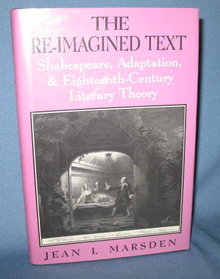 THE
RE-IMAGINED TEXT
Shakespeare, Adaptation,
& Eighteenth-Century
Literary Theory
JEAN I. MARSDEN